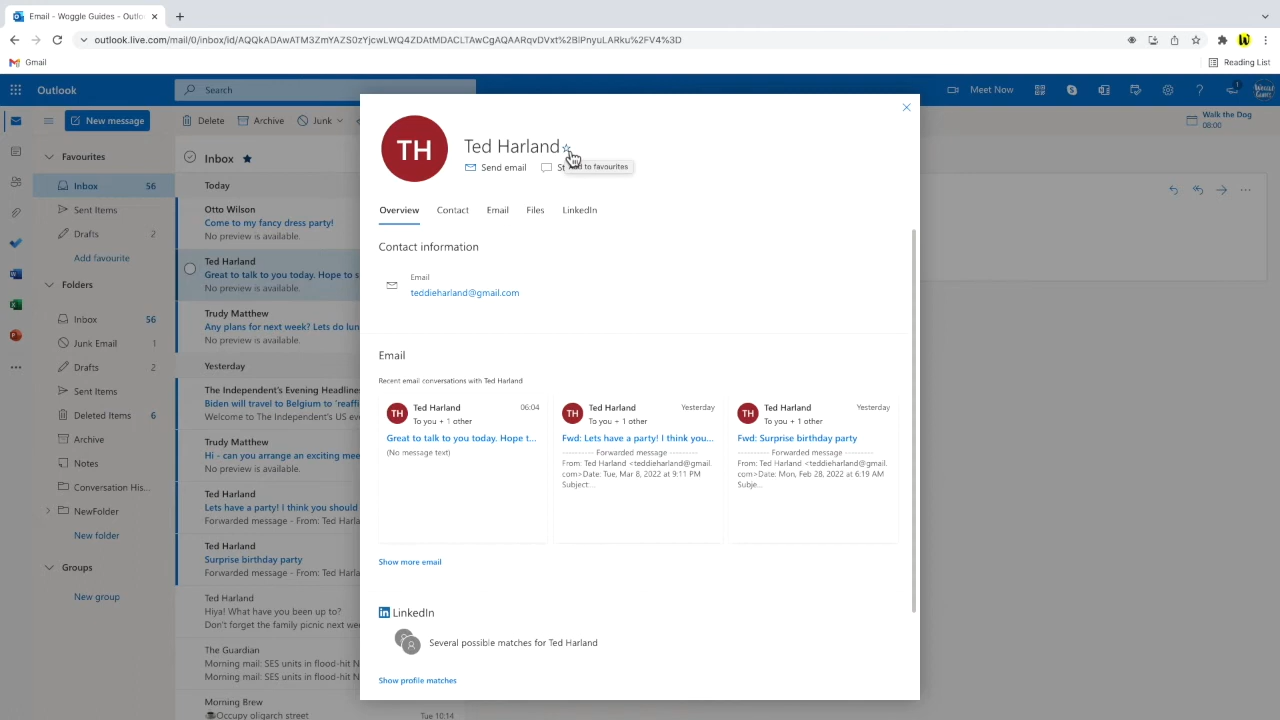 Email - Woggle Guides - Outlo
outlook.live.com/mail/0/inbox/id/AQQkADAwATM3ZmYAZS0zYjcwLWQ4ZDAtMDACLTAwCgAQAARqvDVxt%2BlPnyuLARku%2FV4%3D
Gmail
Reading List
Outlook
Search
Meet Now
1
New message
Delete
Archive
Junk
Walk the Dog
08:00
Favourites
Inbox 56
Sent Items
Drafts 2
Add favourite
Folders
Inbox 56
Junk Email 1
Drafts 2
Sent Items
Deleted Items 6
Archive
Notes
Conversation His...
NewFolder
New folder
Groups
New group
Inbox
Today
Otto Wilson
Come to my fancy dress party!
No preview is available.
Ted Harland
Great to talk to you today. Hope to s
No preview is available.
Trudy Matthew
Any plans for next week? Lets do lun
No preview is available.
Yesterday
The Independent's Evening Headlines
Biden will travel to Belgium to 'reaffi
Welcome to The Independent's US eve
Trudy Matthew
Hi - can you arrange an exciting mee
No preview is available.
Ted Harland
Lets have a party! I think you should
Forwarded message - From: Ted Harla
Ted Harland
Surprise birthday party
Forwarded message - From: Ted Harla
Ted Harland
Hiya! What have you been up to?
Don't forget the family picnic next wee
The Guardian
Morning mail: SES units in flood-hit N
Morning mail: SES units in flood-hit N
Morning Brew
Occupy oligarch street
Tue 10:14
TH
Ted Harland
Send email
St
Add to favourites
Overview
Contact
Email
Files
LinkedIn
Contact information
Email
teddieharland@gmail.com
Email
Recent email conversations with Ted Harland
TH
Ted Harland 06:04
To you + 1 other
Great to talk to you today. Hope t...
(No message text)
TH
Ted Harland Yesterday
To you + 1 other
Fwd: Lets have a party! I think you...
---------- Forwarded message ---------
From: Ted Harland <teddieharland@gmail.
com>Date: Tue, Mar 8, 2022 at 9:11 PM
Subject:...
TH
Ted Harland Yesterday
To you + 1 other
Fwd: Surprise birthday party
---------- Forwarded message ---------
From: Ted Harland <teddieharland@gmail.
com>Date: Mon, Feb 28, 2022 at 6:19 AM
Subje...
Show more email
in LinkedIn
Several possible matches for Ted Harland
Show profile matches